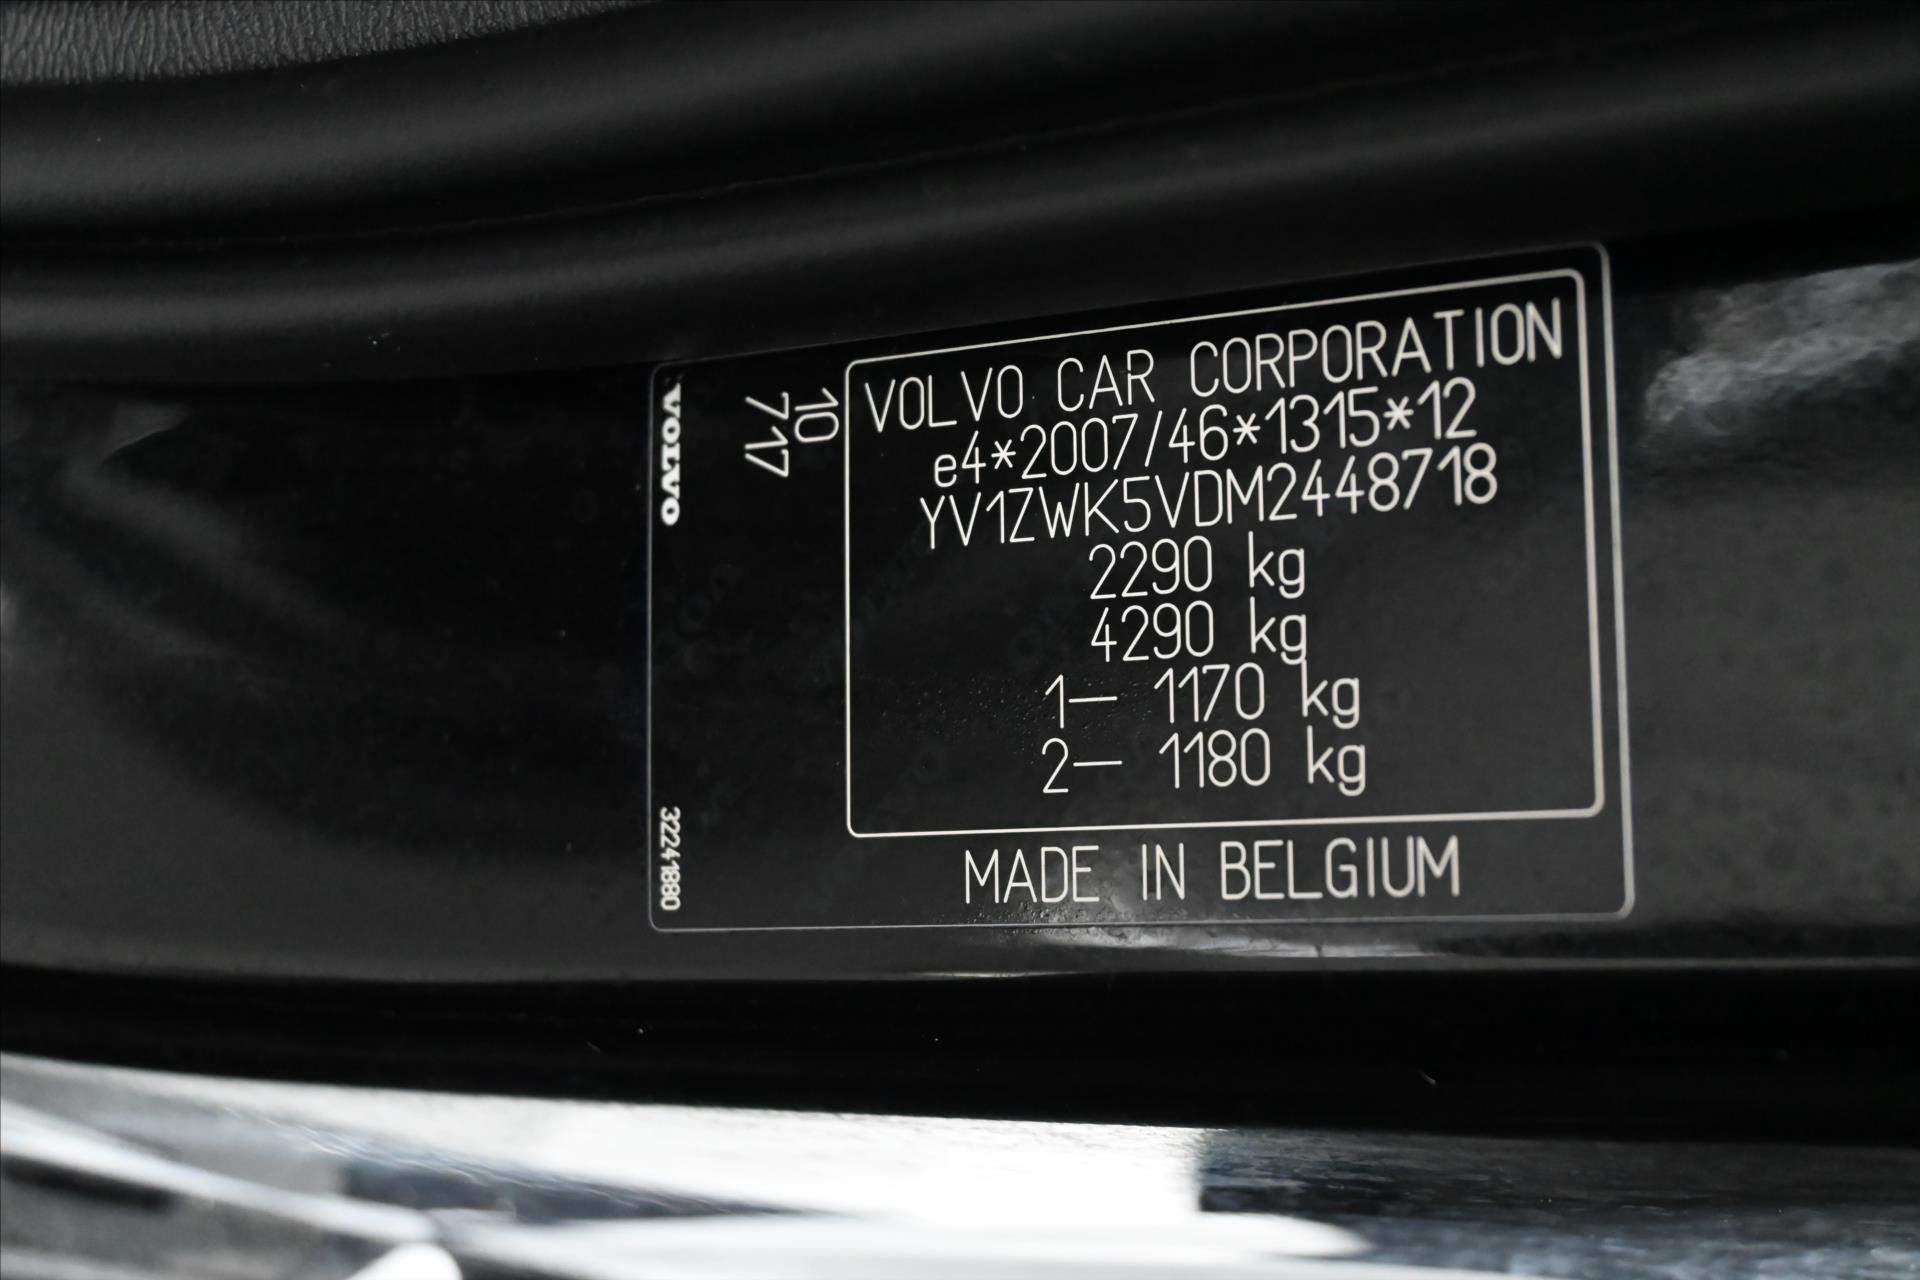 VOLVO
32241880
10
717
VOLVO CAR CORPORATION
e4*2007/46*1315*12
YV1ZWK5VDM2448718
2290 kg
4290 kg
1— 1170 kg
2— 1180 kg
MADE IN BELGIUM